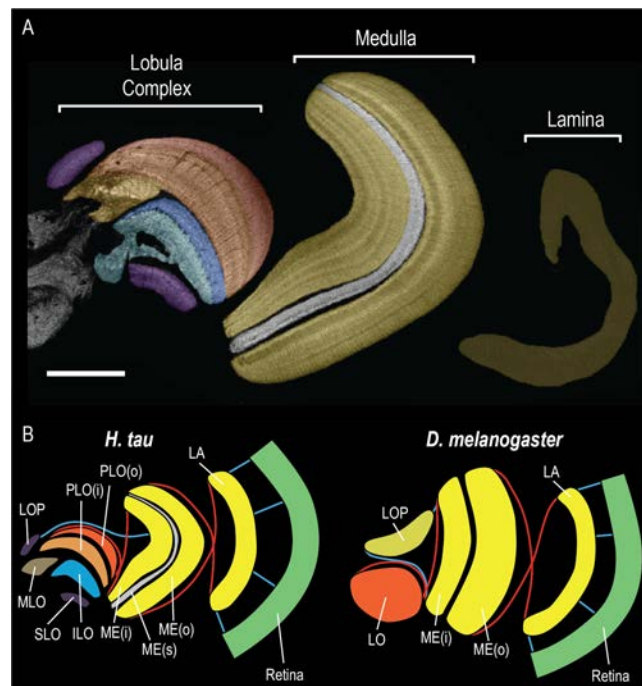 A
Lobula
Complex
Medulla
Lamina
B
H. tau
D. melanogaster
LA
PLO(o)
PLO(i)
LOP
MLO
SLO
ILO
ME(i)
ME(s)
ME(o)
Retina
LA
LOP
LO
ME(i)
ME(o)
Retina